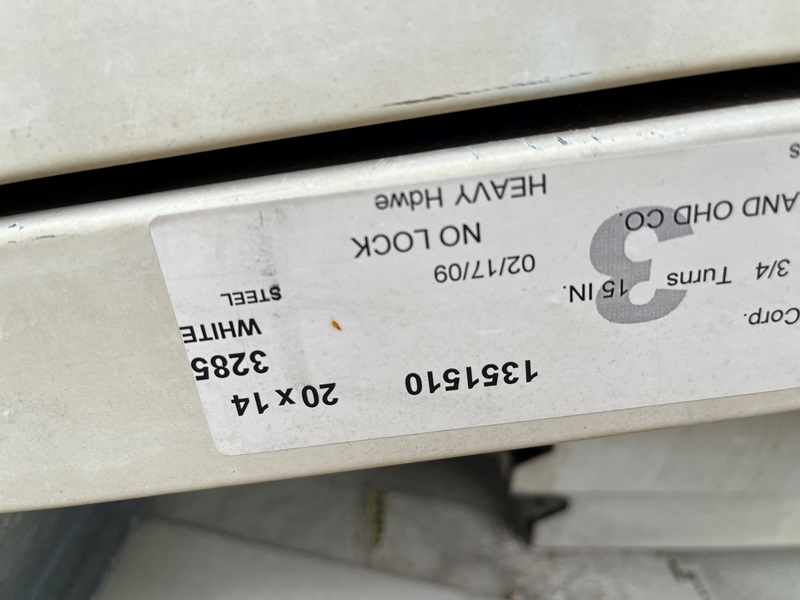 1351510 20 x 14
3285
Corp. WHITE
3/4 Turns 15 IN. STEEL
3
02/17/09
AND OHD CO. NO LOCK
s HEAVY Hdwe